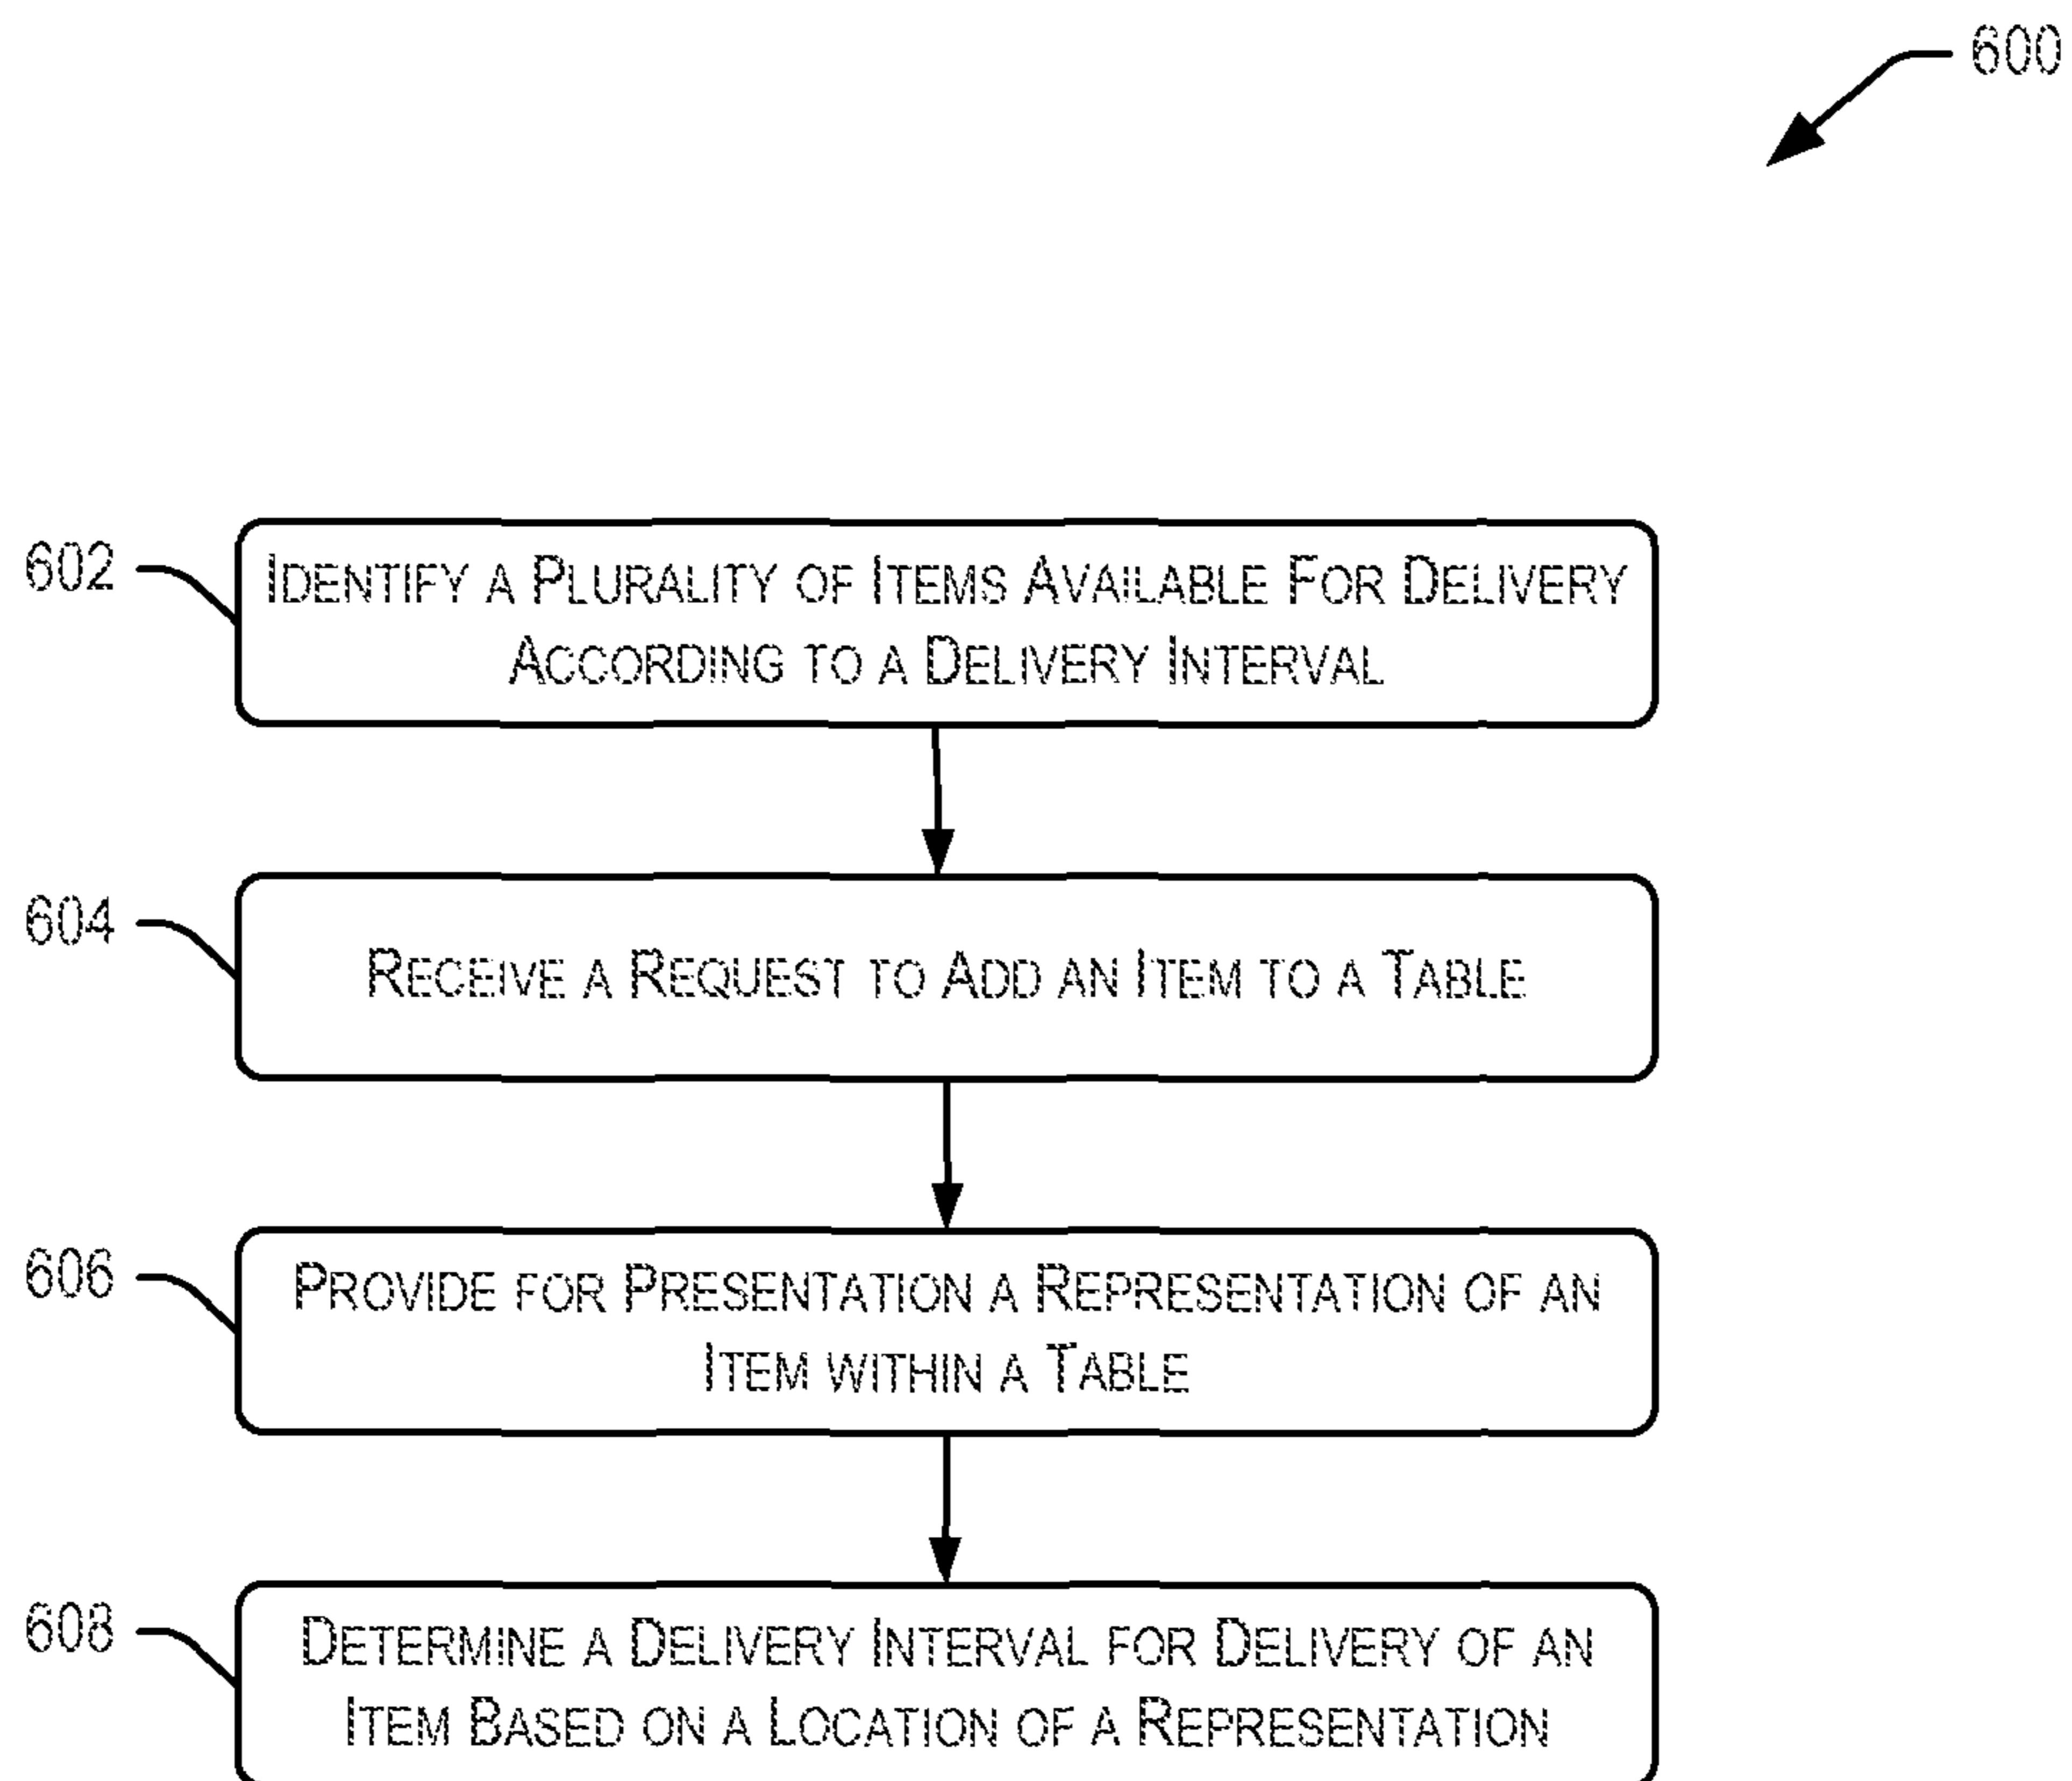 600
602
IDENTIFY A PLURALITY OF ITEMS AVAILABLE FOR DELIVERY
ACCORDING TO A DELIVERY INTERVAL
604
RECEIVE A REQUEST TO ADD AN ITEM TO A TABLE
606
PROVIDE FOR PRESENTATION A REPRESENTATION OF AN
ITEM WITHIN A TABLE
608
DETERMINE A DELIVERY INTERVAL FOR DELIVERY OF AN
ITEM BASED ON A LOCATION OF A REPRESENTATION